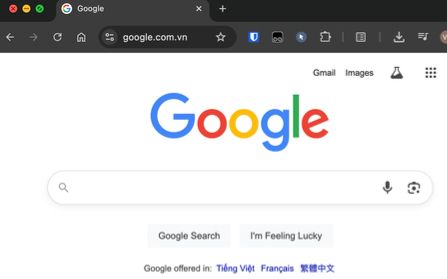 Google
google.com.vn
Gmail Images
Google
Google Search I'm Feeling Lucky
Google offered in: Tiếng Việt Français 繁體中文